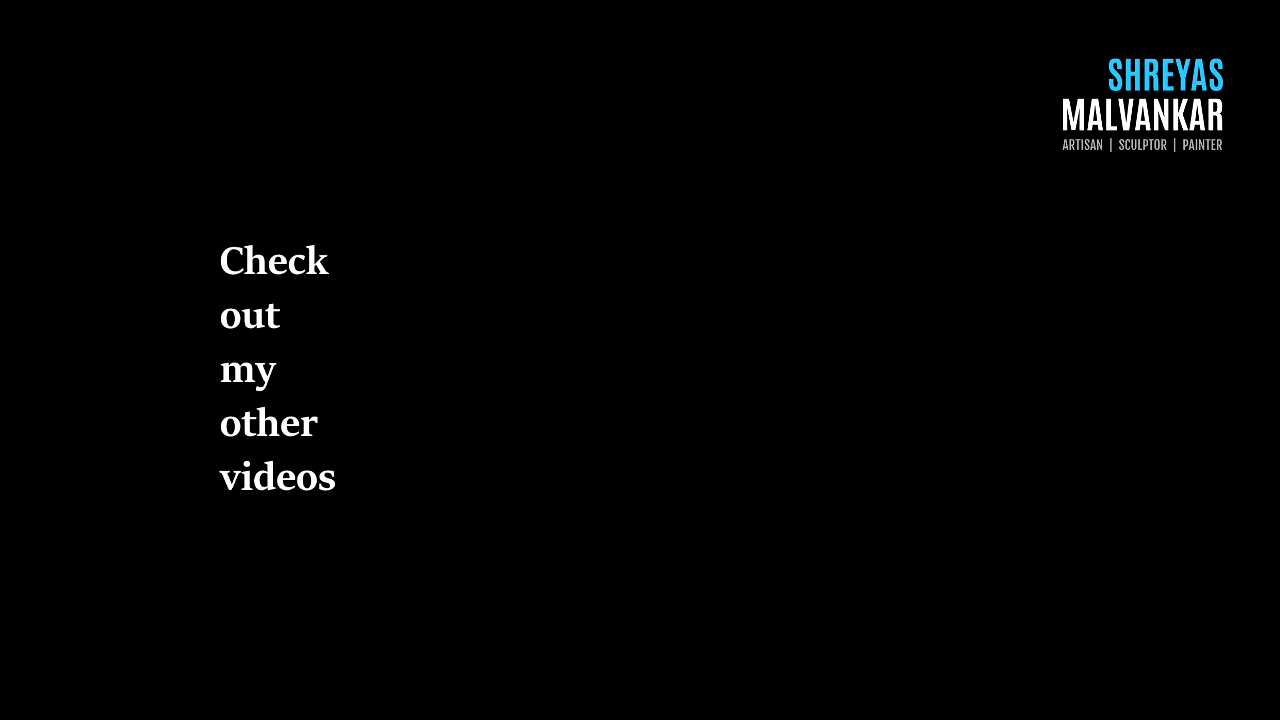 SHREYAS
MALVANKAR
ARTISAN | SCULPTOR | PAINTER
Check
out
my
other
videos